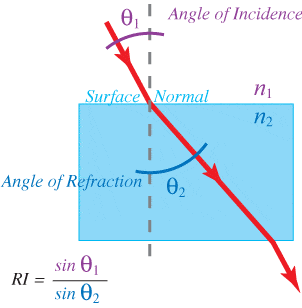 θ1 Angle of Incidence
Surface Normal n1
n2
Angle of Refraction θ2
RI = sin θ1
sin θ2